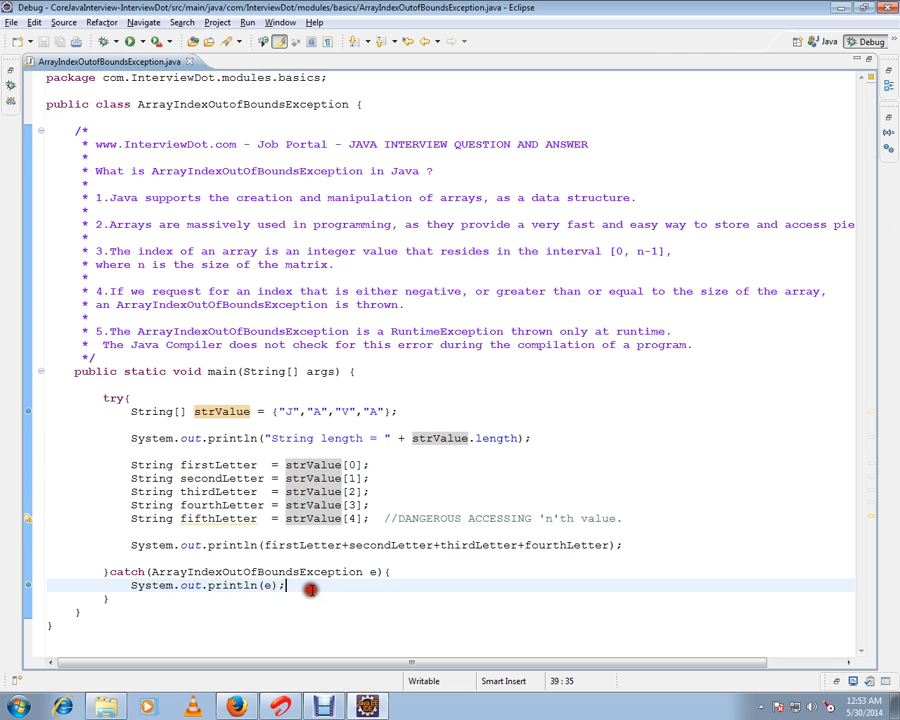 Debug - CoreJavaInterview-InterviewDot/src/main/java/com/InterviewDot/modules/basics/ArrayIndexOutofBoundsException.java - Eclipse
File Edit Source Refactor Navigate Search Project Run Window Help
Java Debug
ArrayIndexOutofBoundsException.java
package com.InterviewDot.modules.basics;
public class ArrayIndexOutofBoundsException {
/*
* www.InterviewDot.com - Job Portal - JAVA INTERVIEW QUESTION AND ANSWER
*
* What is ArrayIndexOutOfBoundsException in Java ?
*
* 1.Java supports the creation and manipulation of arrays, as a data structure.
*
* 2.Arrays are massively used in programming, as they provide a very fast and easy way to store and access pie
*
* 3.The index of an array is an integer value that resides in the interval [0, n-1],
* where n is the size of the matrix.
*
* 4.If we request for an index that is either negative, or greater than or equal to the size of the array,
* an ArrayIndexOutOfBoundsException is thrown.
*
* 5.The ArrayIndexOutOfBoundsException is a RuntimeException thrown only at runtime.
* The Java Compiler does not check for this error during the compilation of a program.
*/
public static void main(String[] args) {
try{
String[] strValue = {"J","A","V","A"};
System.out.println("String length = " + strValue.length);
String firstLetter = strValue[0];
String secondLetter = strValue[1];
String thirdLetter = strValue[2];
String fourthLetter = strValue[3];
String fifthLetter = strValue[4]; //DANGEROUS ACCESSING 'n'th value.
System.out.println(firstLetter+secondLetter+thirdLetter+fourthLetter);
}catch(ArrayIndexOutOfBoundsException e){
System.out.println(e);
}
}
}
Writable Smart Insert 39 : 35
12:53 AM
5/30/2014